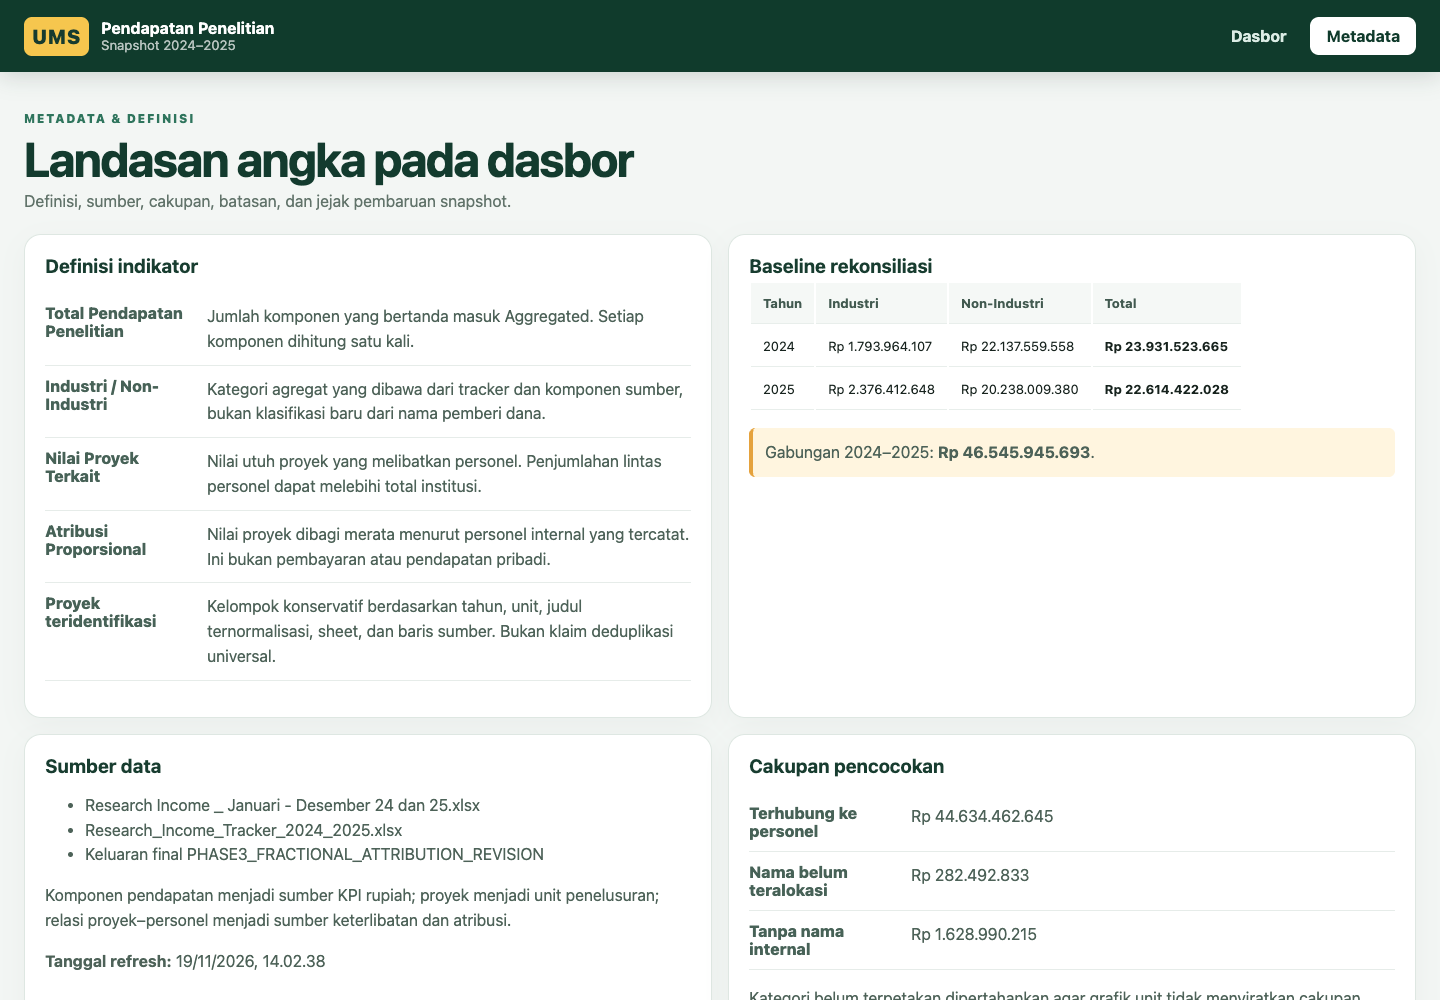 UMS
Pendapatan Penelitian
Snapshot 2024–2025
Dasbor
Metadata
METADATA & DEFINISI
Landasan angka pada dasbor
Definisi, sumber, cakupan, batasan, dan jejak pembaruan snapshot.
Definisi indikator
Total Pendapatan
Penelitian
Jumlah komponen yang bertanda masuk Aggregated. Setiap
komponen dihitung satu kali.
Industri / Non-
Industri
Kategori agregat yang dibawa dari tracker dan komponen sumber,
bukan klasifikasi baru dari nama pemberi dana.
Nilai Proyek
Terkait
Nilai utuh proyek yang melibatkan personel. Penjumlahan lintas
personel dapat melebihi total institusi.
Atribusi
Proporsional
Nilai proyek dibagi merata menurut personel internal yang tercatat.
Ini bukan pembayaran atau pendapatan pribadi.
Proyek
teridentifikasi
Kelompok konservatif berdasarkan tahun, unit, judul
ternormalisasi, sheet, dan baris sumber. Bukan klaim deduplikasi
universal.
Baseline rekonsiliasi
Tahun Industri Non-Industri Total
2024 Rp 1.793.964.107 Rp 22.137.559.558 Rp 23.931.523.665
2025 Rp 2.376.412.648 Rp 20.238.009.380 Rp 22.614.422.028
Gabungan 2024–2025: Rp 46.545.945.693.
Sumber data
• Research Income _ Januari - Desember 24 dan 25.xlsx
• Research_Income_Tracker_2024_2025.xlsx
• Keluaran final PHASE3_FRACTIONAL_ATTRIBUTION_REVISION
Komponen pendapatan menjadi sumber KPI rupiah; proyek menjadi unit penelusuran;
relasi proyek–personel menjadi sumber keterlibatan dan atribusi.
Tanggal refresh: 19/11/2026, 14.02.38
Cakupan pencocokan
Terhubung ke
personel
Rp 44.634.462.645
Nama belum
teralokasi
Rp 282.492.833
Tanpa nama
internal
Rp 1.628.990.215
Kategori belum terpetakan dipertahankan agar grafik unit tidak menyiratkan cakupan